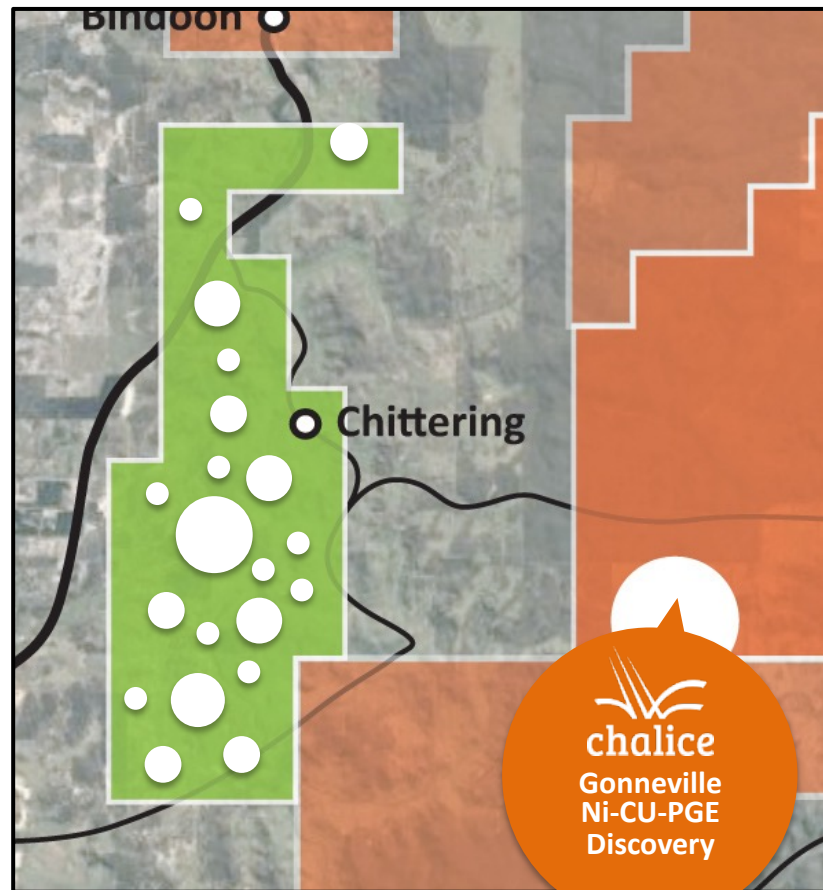 Bindoon
Chittering
chalice
Gonneville
Ni-CU-PGE
Discovery